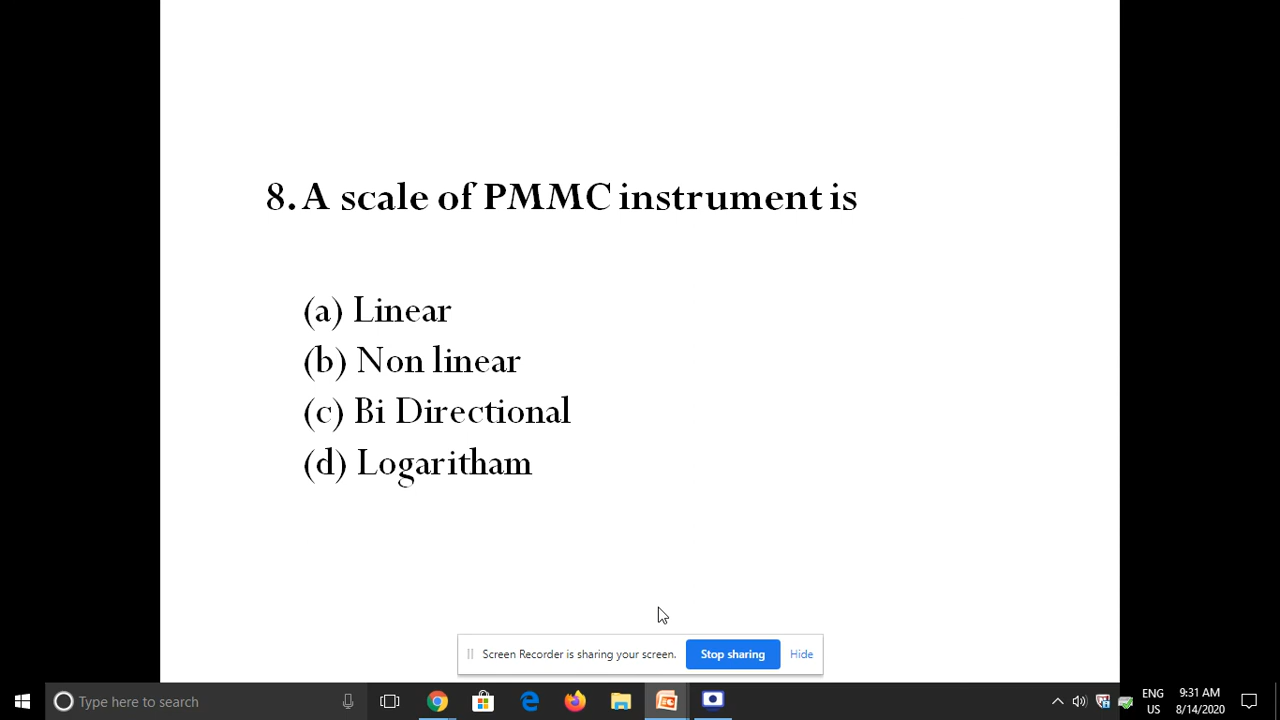 8. A scale of PMMC instrument is
(a) Linear
(b) Non linear
(c) Bi Directional
(d) Logaritham
Screen Recorder is sharing your screen. Stop sharing Hide
Type here to search
ENG 9:31 AM
US 8/14/2020